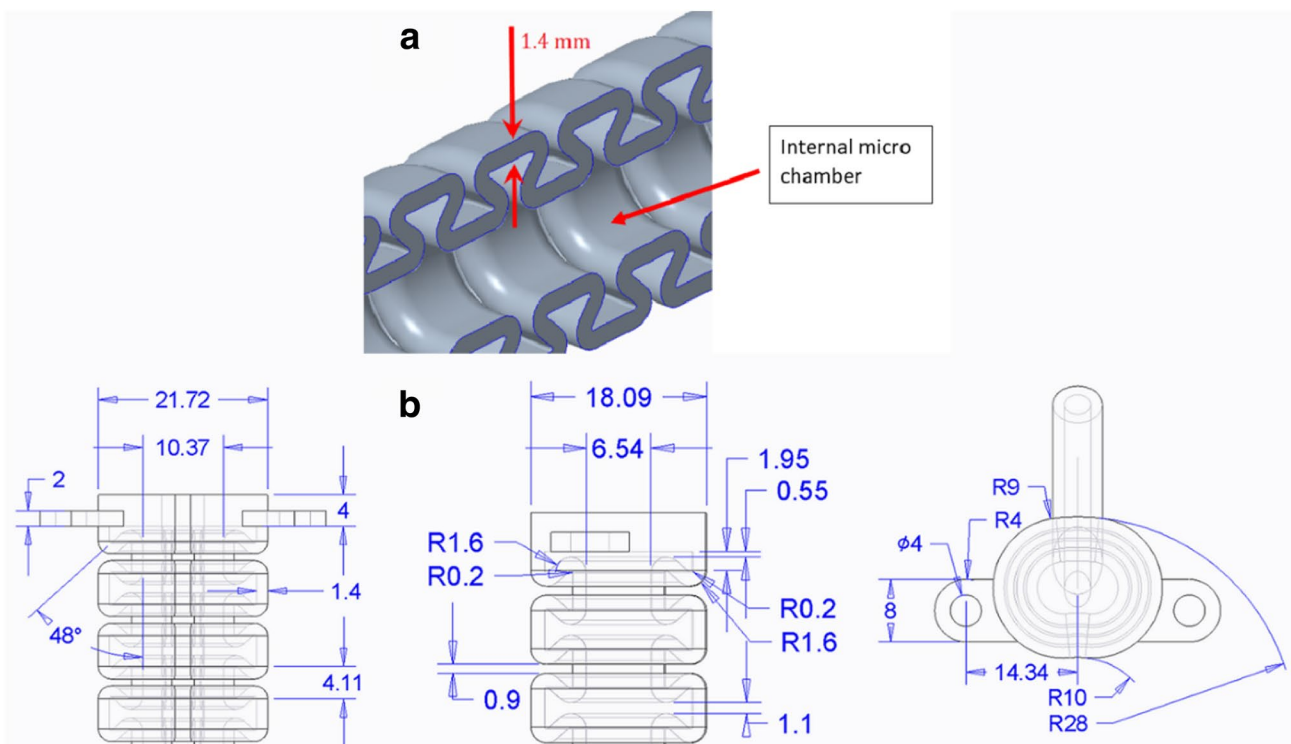 a
1.4 mm
Internal micro
chamber
b
21.72
10.37
2
4
1.4
48°
4.11
18.09
6.54
1.95
0.55
R1.6
R0.2
R0.2
R1.6
0.9
1.1
R9
R4
ø4
8
14.34
R10
R28